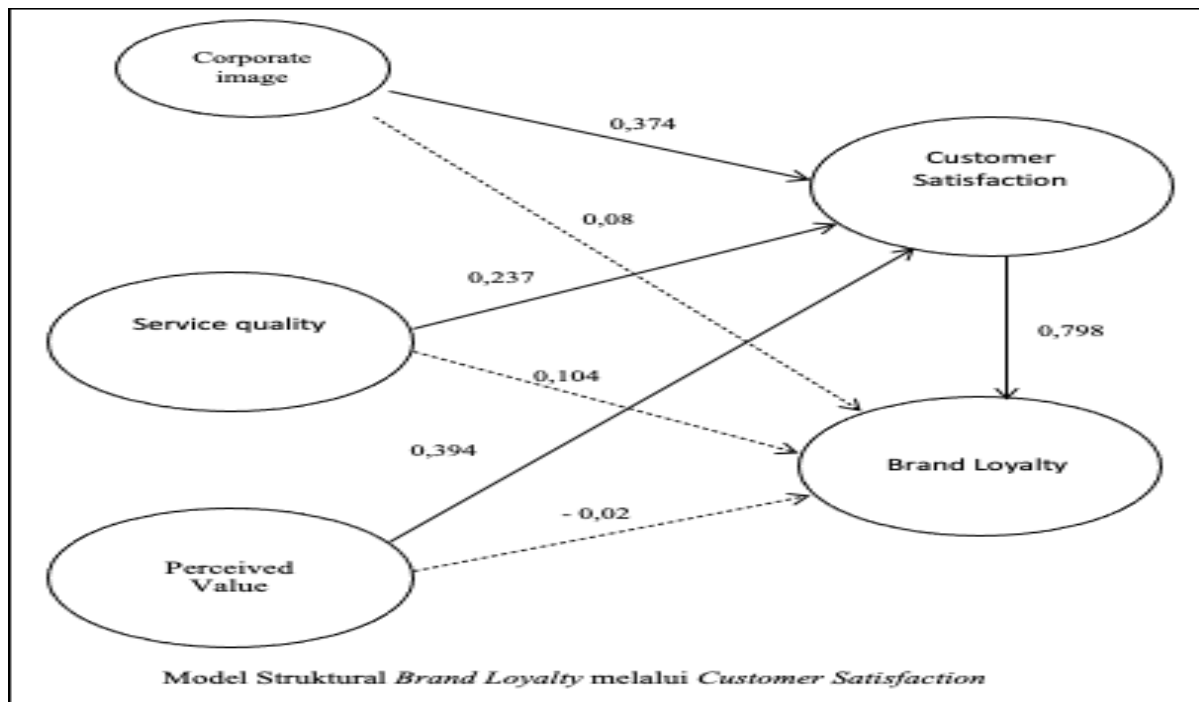 Corporate
image
0,374
Customer
Satisfaction
0,08
0,237
Service quality
0,798
0,104
0,394
Brand Loyalty
- 0,02
Perceived
Value
Model Struktural Brand Loyalty melalui Customer Satisfaction